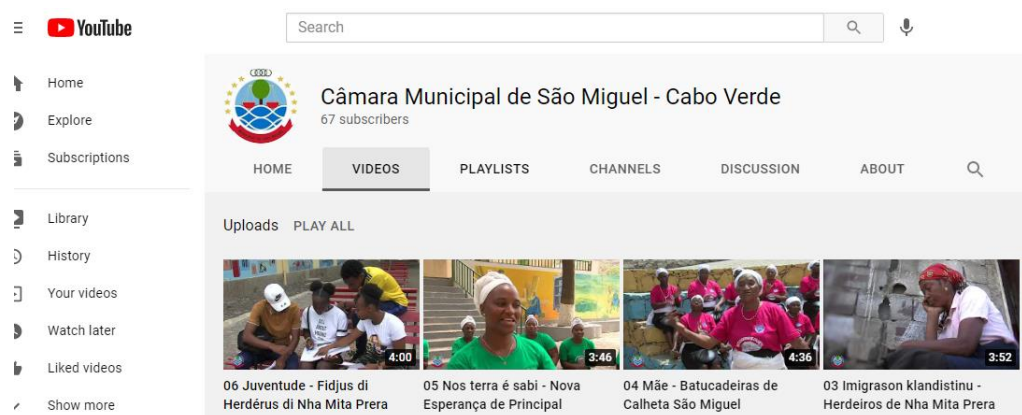 YouTube
Search
Home
Explore
Subscriptions
Library
History
Your videos
Watch later
Liked videos
Show more
Câmara Municipal de São Miguel - Cabo Verde
67 subscribers
HOME VIDEOS PLAYLISTS CHANNELS DISCUSSION ABOUT
Uploads PLAY ALL
4:00
06 Juventude - Fidjus di
Herdérus di Nha Mita Prera
3:46
05 Nos terra é sabi - Nova
Esperança de Principal
4:36
04 Mãe - Batucadeiras de
Calheta São Miguel
3:52
03 Imigrason klandistinu -
Herdeiros de Nha Mita Prera